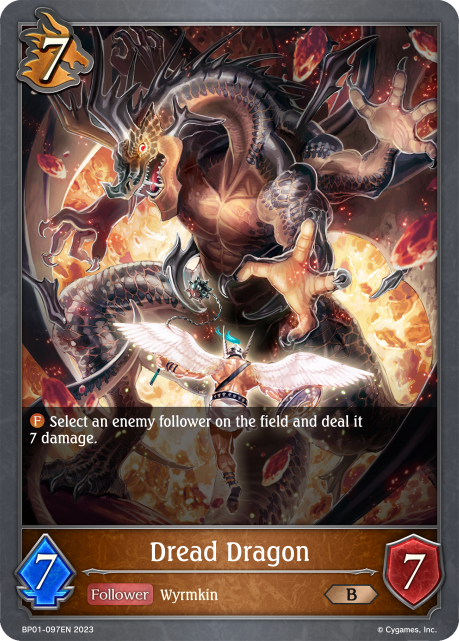 7
F Select an enemy follower on the field and deal it
7 damage.
Dread Dragon
7
7
Follower Wyrmkin
B
BP01-097EN 2023
© Cygames, Inc.